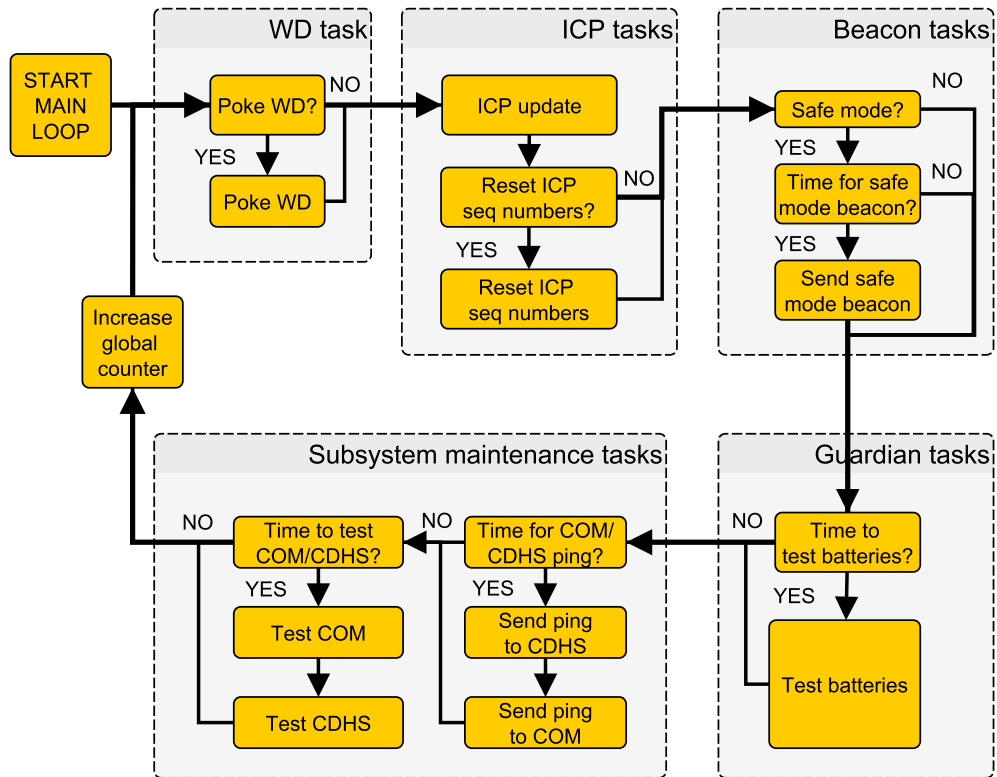 WD task
ICP tasks
Beacon tasks
START
MAIN
LOOP
Poke WD?
NO
YES
Poke WD
ICP update
Reset ICP
seq numbers?
NO
YES
Reset ICP
seq numbers
Safe mode?
NO
YES
Time for safe
mode beacon?
NO
YES
Send safe
mode beacon
Increase
global
counter
Subsystem maintenance tasks
Guardian tasks
NO
Time to test
COM/CDHS?
YES
Test COM
Test CDHS
NO
Time for COM/
CDHS ping?
YES
Send ping
to CDHS
Send ping
to COM
NO
Time to
test batteries?
YES
Test batteries